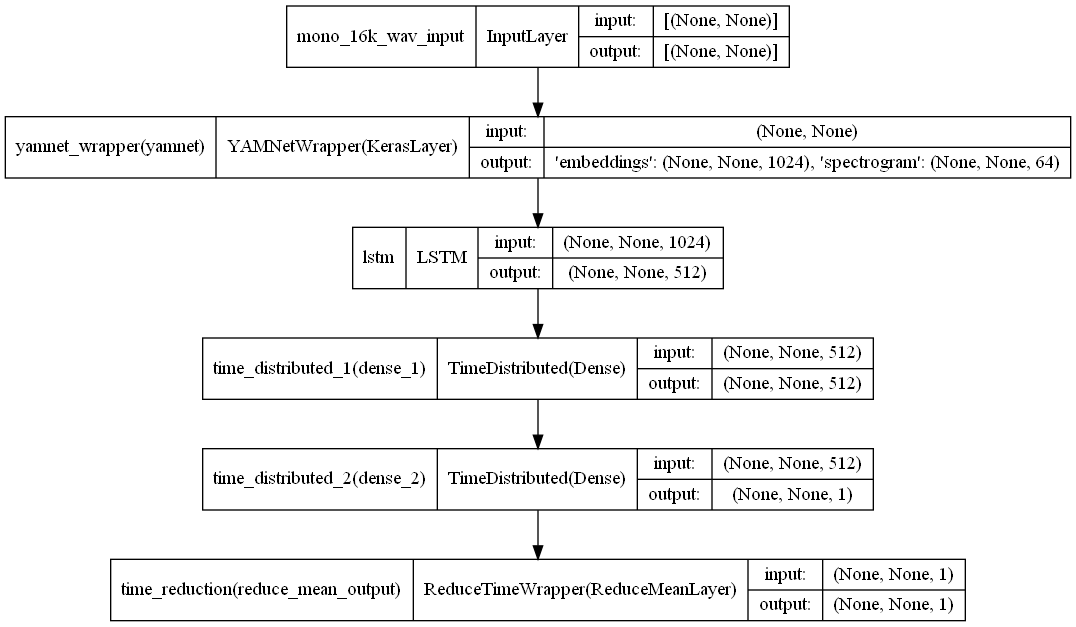 mono_16k_wav_input InputLayer input: [(None, None)]
output: [(None, None)]
yamnet_wrapper(yamnet) YAMNetWrapper(KerasLayer) input: (None, None)
output: 'embeddings': (None, None, 1024), 'spectrogram': (None, None, 64)
lstm LSTM input: (None, None, 1024)
output: (None, None, 512)
time_distributed_1(dense_1) TimeDistributed(Dense) input: (None, None, 512)
output: (None, None, 512)
time_distributed_2(dense_2) TimeDistributed(Dense) input: (None, None, 512)
output: (None, None, 1)
time_reduction(reduce_mean_output) ReduceTimeWrapper(ReduceMeanLayer) input: (None, None, 1)
output: (None, None, 1)